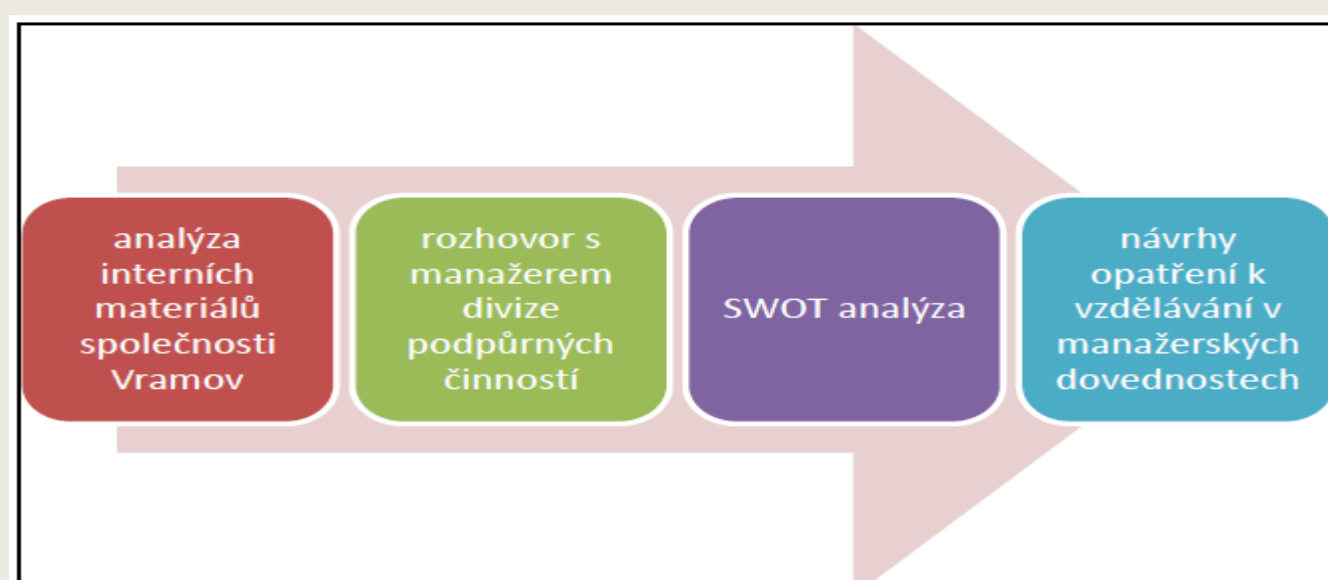 analýza
interních
materiálů
společnosti
Vramov
rozhovor s
manažerem
divize
podpůrných
činností
SWOT analýza
návrhy
opatření k
vzdělávání v
manažerských
dovednostech